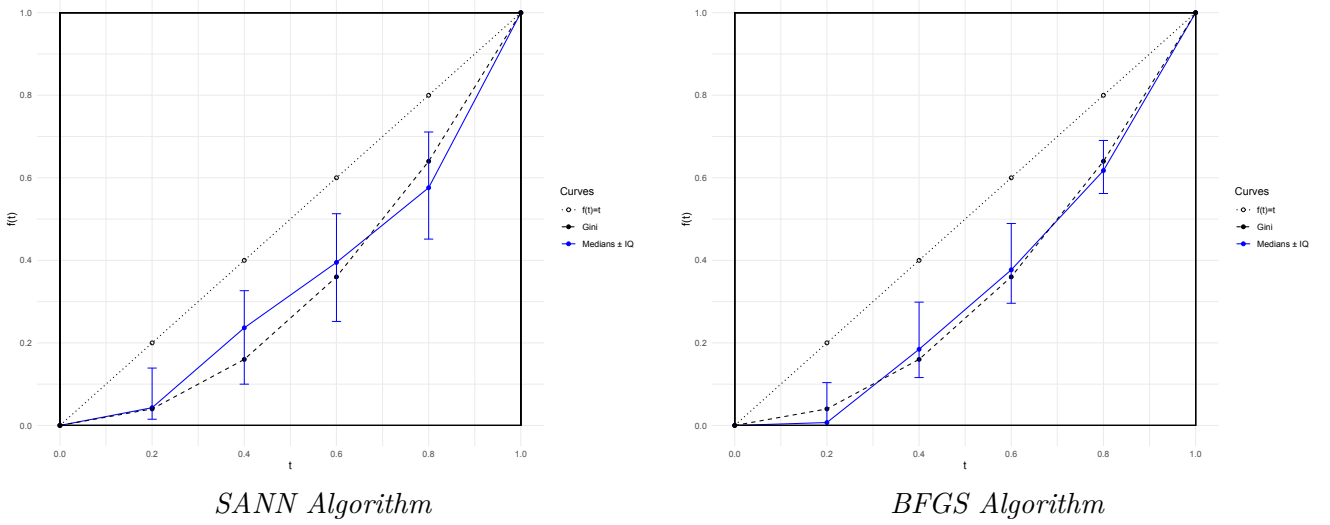 1.0
0.8
0.6
0.4
0.2
0.0
f(t)
0.0 0.2 0.4 0.6 0.8 1.0
t
Curves
f(t)=t
Gini
Medians ± IQ
SANN Algorithm
1.0
0.8
0.6
0.4
0.2
0.0
f(t)
0.0 0.2 0.4 0.6 0.8 1.0
t
Curves
f(t)=t
Gini
Medians ± IQ
BFGS Algorithm